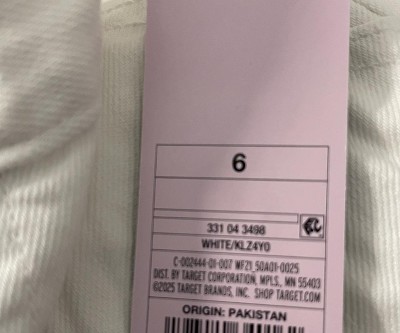 6
331 04 3498
WHITE/KLZ4Y0
C-002444-01-007 WFZ1_50A01-0025
DIST. BY TARGET CORPORATION, MPLS., MN 55403
©2025 TARGET BRANDS, INC. SHOP TARGET.COM
ORIGIN: PAKISTAN